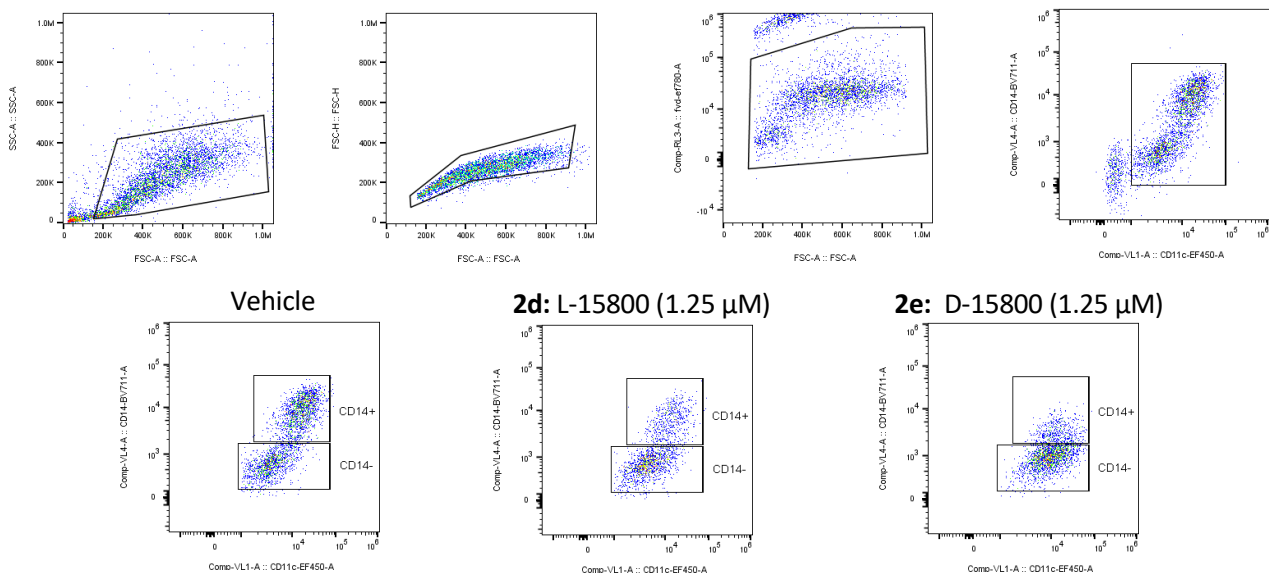 1.0M
800K
600K
400K
200K
0
SSC-A :: SSC-A
0 200K 400K 600K 800K 1.0M
FSC-A :: FSC-A
1.0M
800K
600K
400K
200K
0
FSC-H :: FSC-H
0 200K 400K 600K 800K 1.0M
FSC-A :: FSC-A
10^6
10^5
10^4
10^3
0
-10^4
Comp-RL3-A :: fvd-ef780-A
200K 400K 600K 800K 1.0M
FSC-A :: FSC-A
10^6
10^5
10^4
10^3
0
Comp-VL4-A :: CD14-BV711-A
0 10^4 10^5 10^6
Comp-VL1-A :: CD11c-EF450-A
Vehicle
10^6
10^5
10^4
10^3
0
Comp-VL4-A :: CD14-BV711-A
CD14+
CD14-
0 10^4 10^5 10^6
Comp-VL1-A :: CD11c-EF450-A
2d: L-15800 (1.25 μM)
10^6
10^5
10^4
10^3
0
Comp-VL4-A :: CD14-BV711-A
CD14+
CD14-
0 10^4 10^5 10^6
Comp-VL1-A :: CD11c-EF450-A
2e: D-15800 (1.25 μM)
10^6
10^5
10^4
10^3
0
Comp-VL4-A :: CD14-BV711-A
CD14+
CD14-
0 10^4 10^5 10^6
Comp-VL1-A :: CD11c-EF450-A